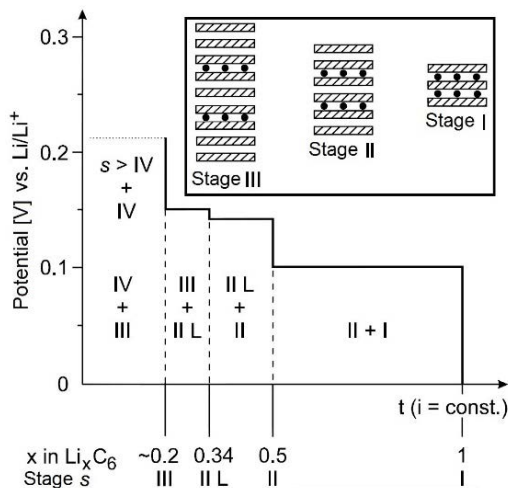 Potential [V] vs. Li/Li⁺
0.3
0.2
0.1
0
Stage III
Stage II
Stage I
s > IV
+
IV
IV
+
III
III
+
II L
II L
+
II
II + I
t (i = const.)
x in LiₓC₆ ~0.2 0.34 0.5 1
Stage s III II L II I